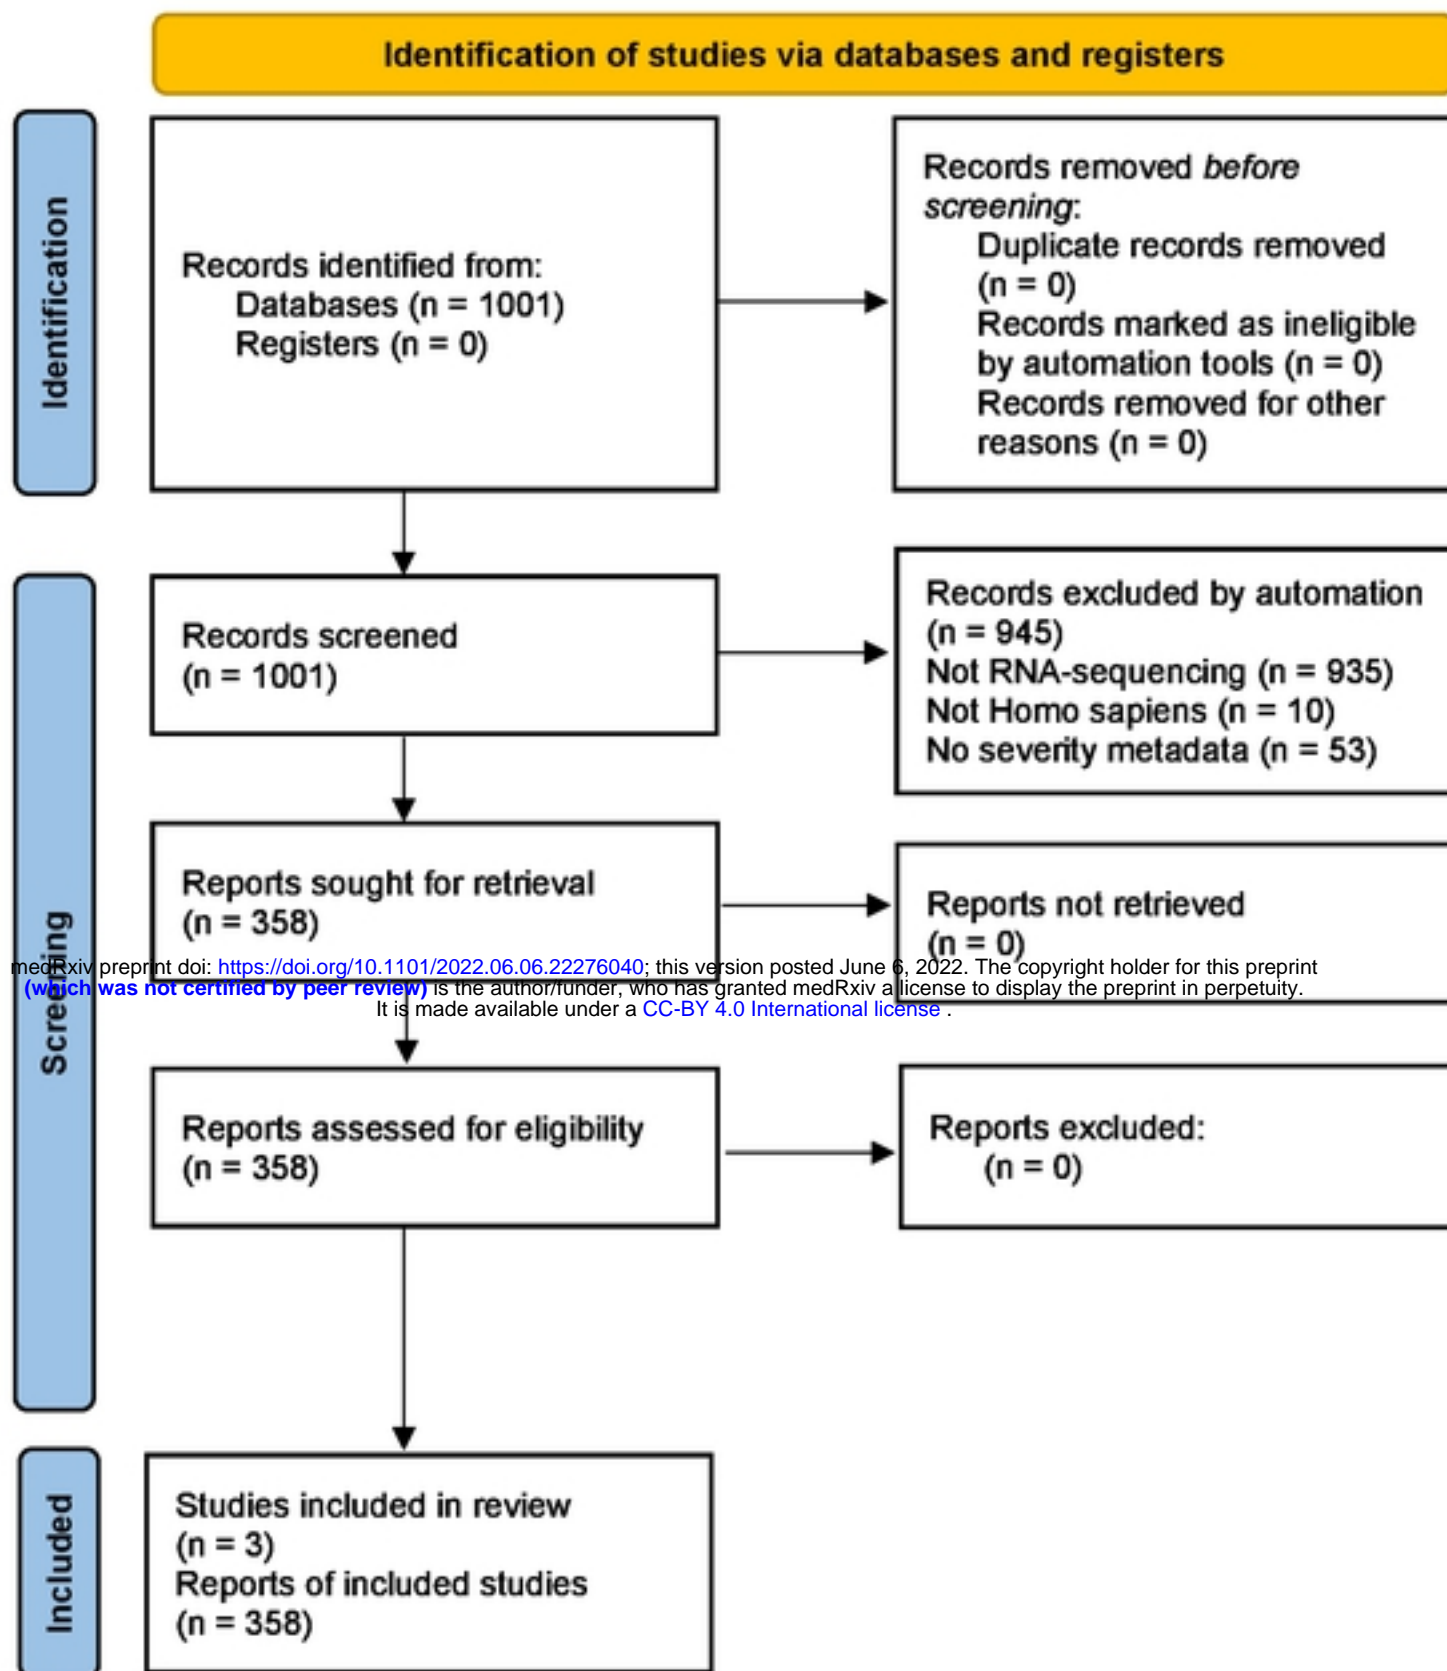 Identification of studies via databases and registers
Identification
Records identified from:
Databases (n = 1001)
Registers (n = 0)
Records removed before
screening:
Duplicate records removed
(n = 0)
Records marked as ineligible
by automation tools (n = 0)
Records removed for other
reasons (n = 0)
Screening
Records screened
(n = 1001)
Records excluded by automation
(n = 945)
Not RNA-sequencing (n = 935)
Not Homo sapiens (n = 10)
No severity metadata (n = 53)
Reports sought for retrieval
(n = 358)
Reports not retrieved
(n = 0)
medRxiv preprint doi: https://doi.org/10.1101/2022.06.06.22276040; this version posted June 6, 2022. The copyright holder for this preprint
(which was not certified by peer review) is the author/funder, who has granted medRxiv a license to display the preprint in perpetuity.
It is made available under a CC-BY 4.0 International license .
Reports assessed for eligibility
(n = 358)
Reports excluded:
(n = 0)
Included
Studies included in review
(n = 3)
Reports of included studies
(n = 358)